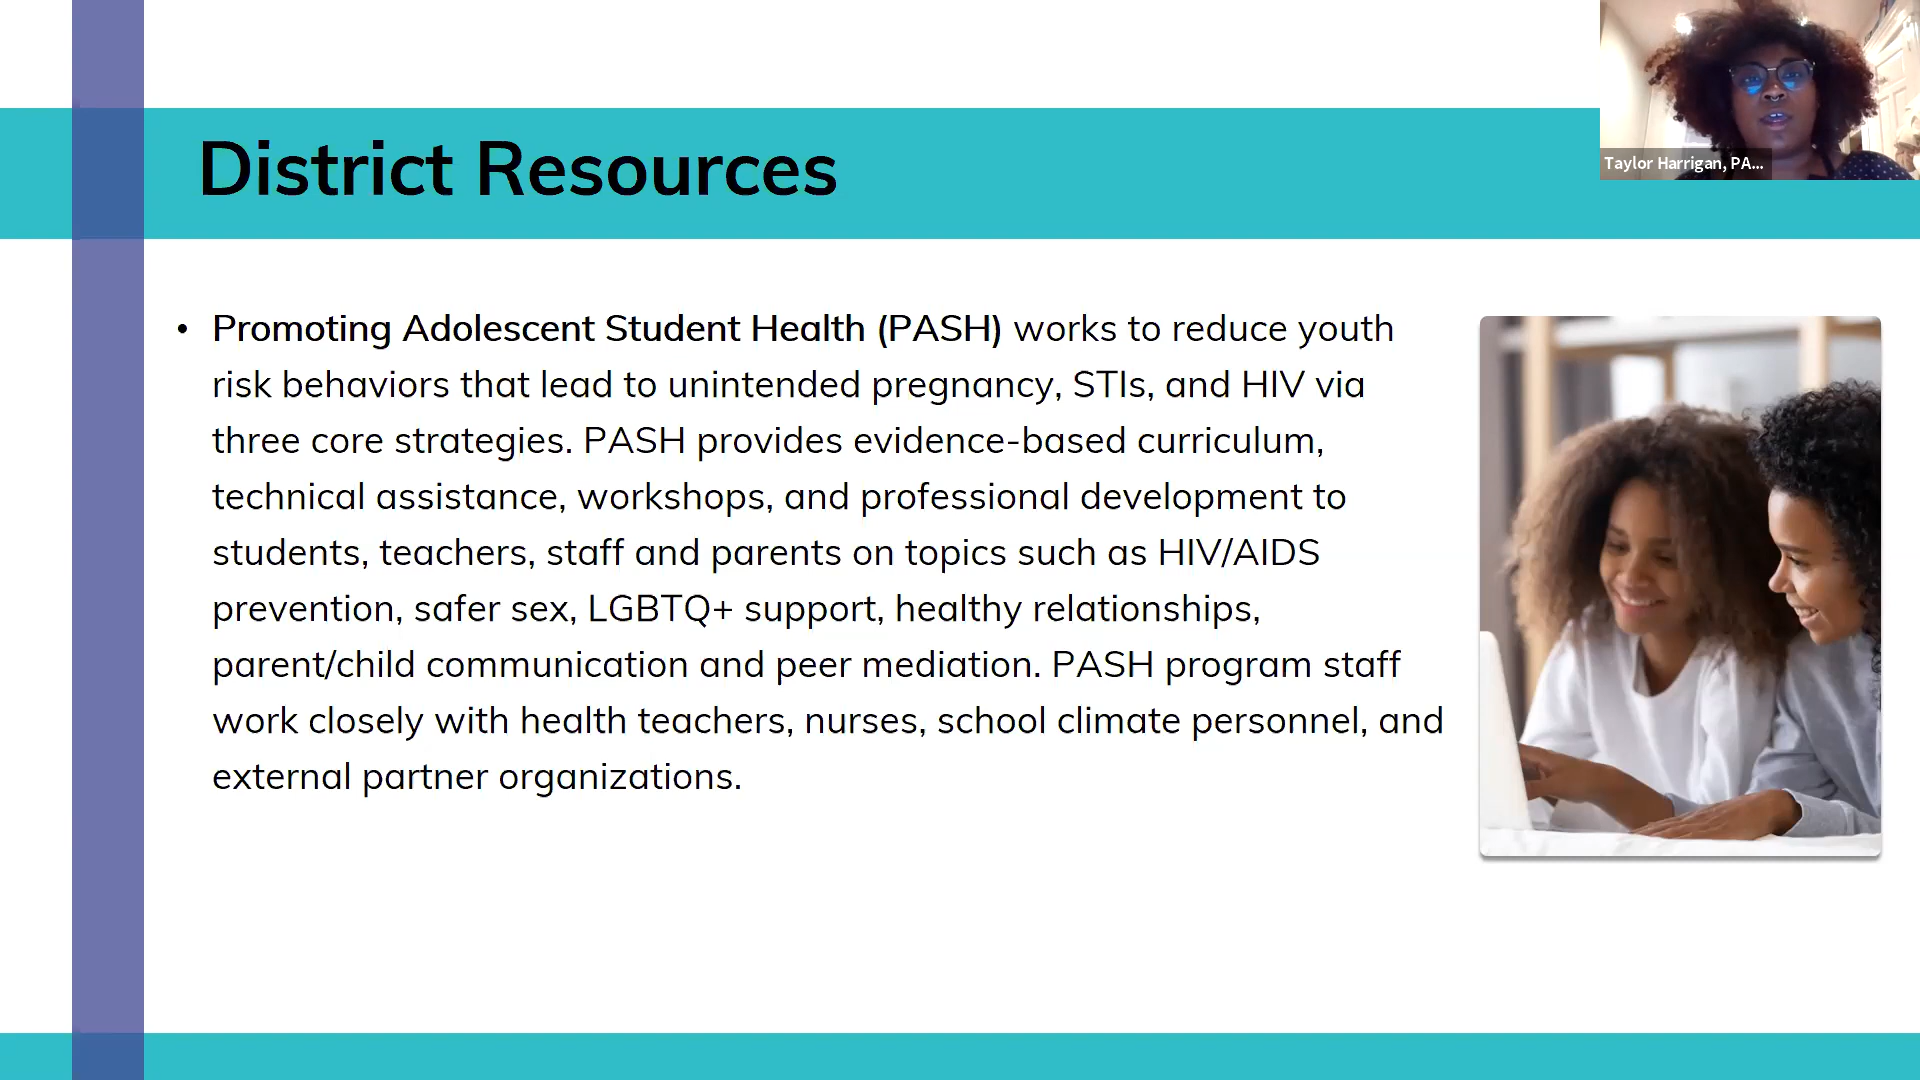 Taylor Harrigan, PA...
District Resources
• Promoting Adolescent Student Health (PASH) works to reduce youth
risk behaviors that lead to unintended pregnancy, STIs, and HIV via
three core strategies. PASH provides evidence-based curriculum,
technical assistance, workshops, and professional development to
students, teachers, staff and parents on topics such as HIV/AIDS
prevention, safer sex, LGBTQ+ support, healthy relationships,
parent/child communication and peer mediation. PASH program staff
work closely with health teachers, nurses, school climate personnel, and
external partner organizations.